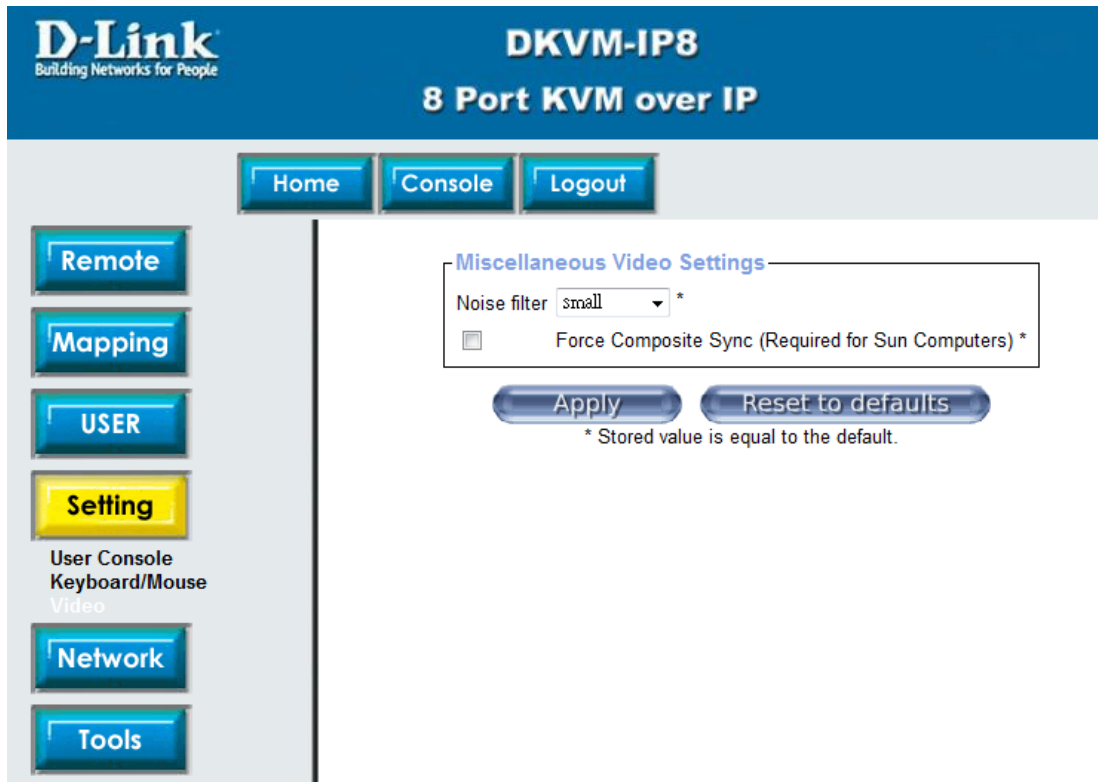 D-Link
Building Networks for People
DKVM-IP8
8 Port KVM over IP
Home
Console
Logout
Remote
Mapping
USER
Setting
User Console
Keyboard/Mouse
Video
Network
Tools
Miscellaneous Video Settings
Noise filter small *
Force Composite Sync (Required for Sun Computers) *
Apply
Reset to defaults
* Stored value is equal to the default.